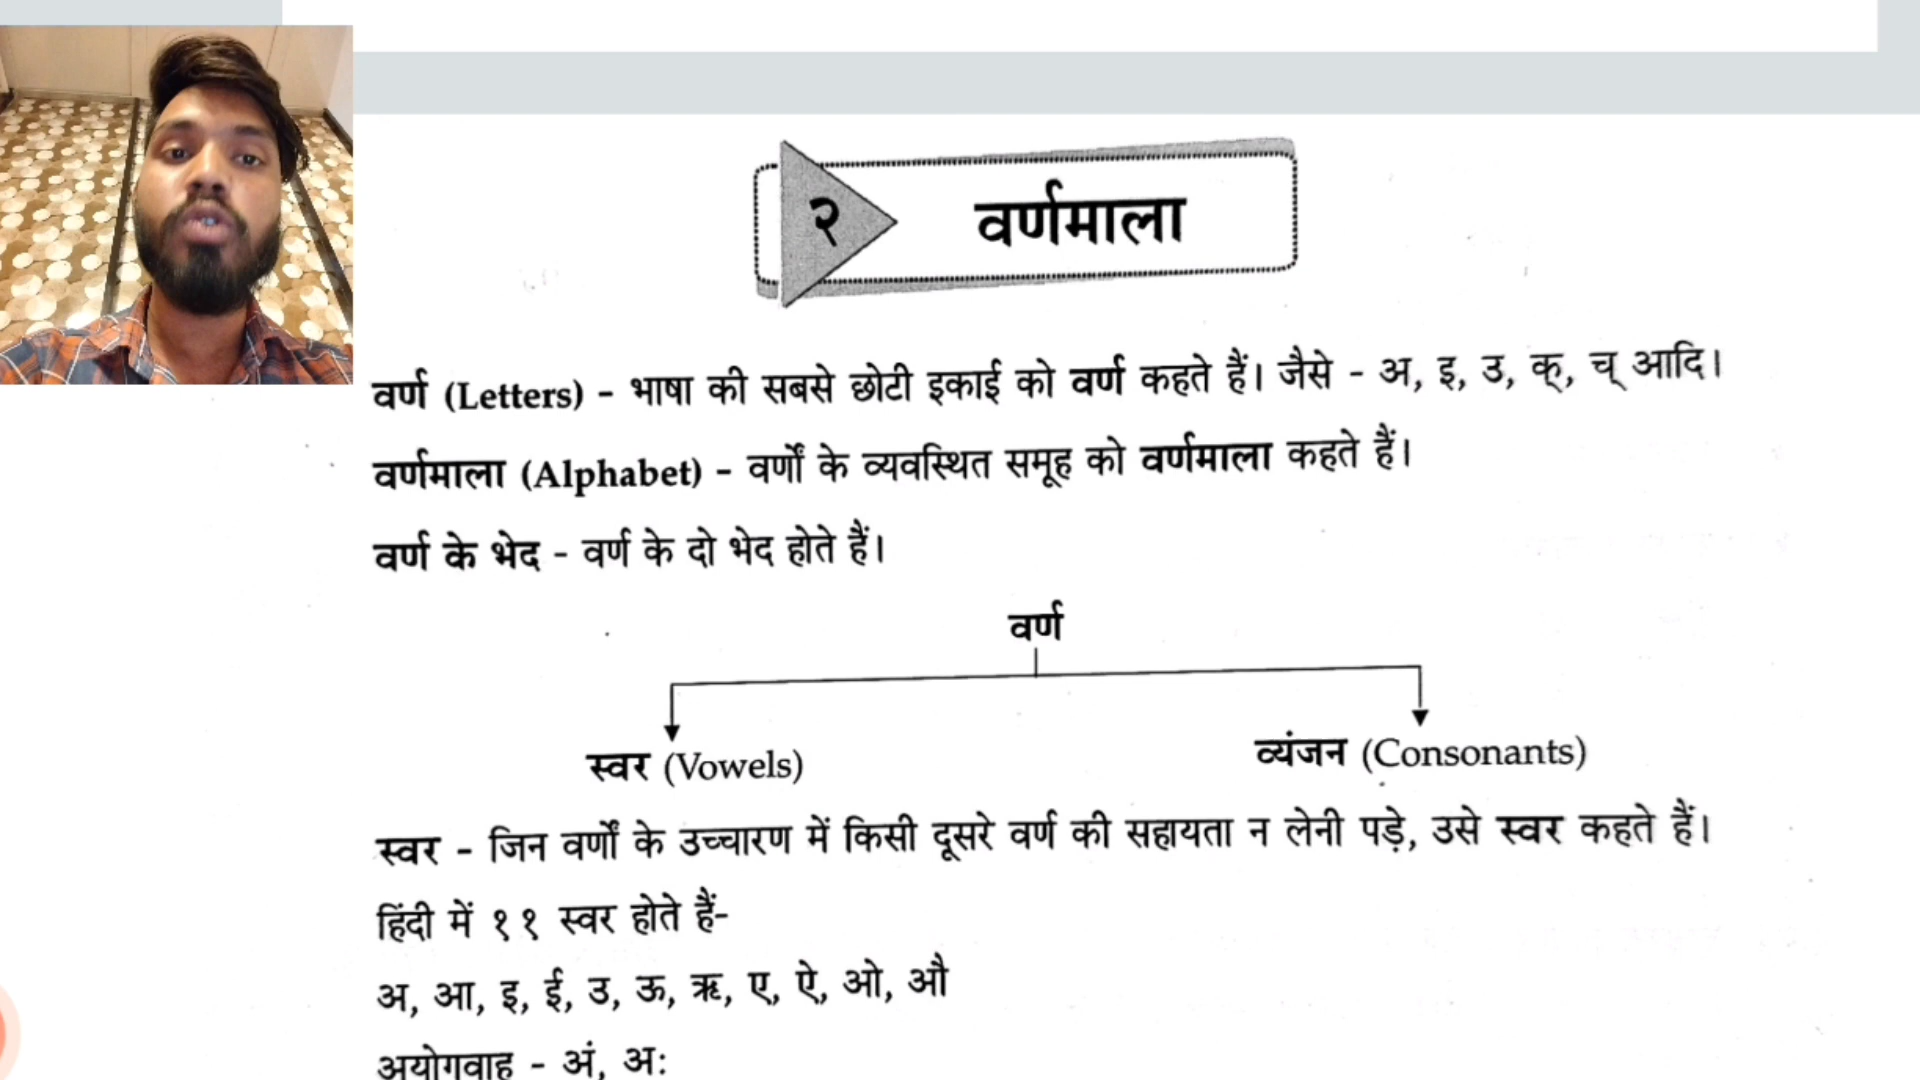 २ वर्णमाला
वर्ण (Letters) - भाषा की सबसे छोटी इकाई को वर्ण कहते हैं। जैसे - अ, इ, उ, क्, च् आदि।
वर्णमाला (Alphabet) - वर्णों के व्यवस्थित समूह को वर्णमाला कहते हैं।
वर्ण के भेद - वर्ण के दो भेद होते हैं।
वर्ण
स्वर (Vowels) व्यंजन (Consonants)
स्वर - जिन वर्णों के उच्चारण में किसी दूसरे वर्ण की सहायता न लेनी पड़े, उसे स्वर कहते हैं।
हिंदी में ११ स्वर होते हैं-
अ, आ, इ, ई, उ, ऊ, ऋ, ए, ऐ, ओ, औ
अयोगवाह - अं, अः